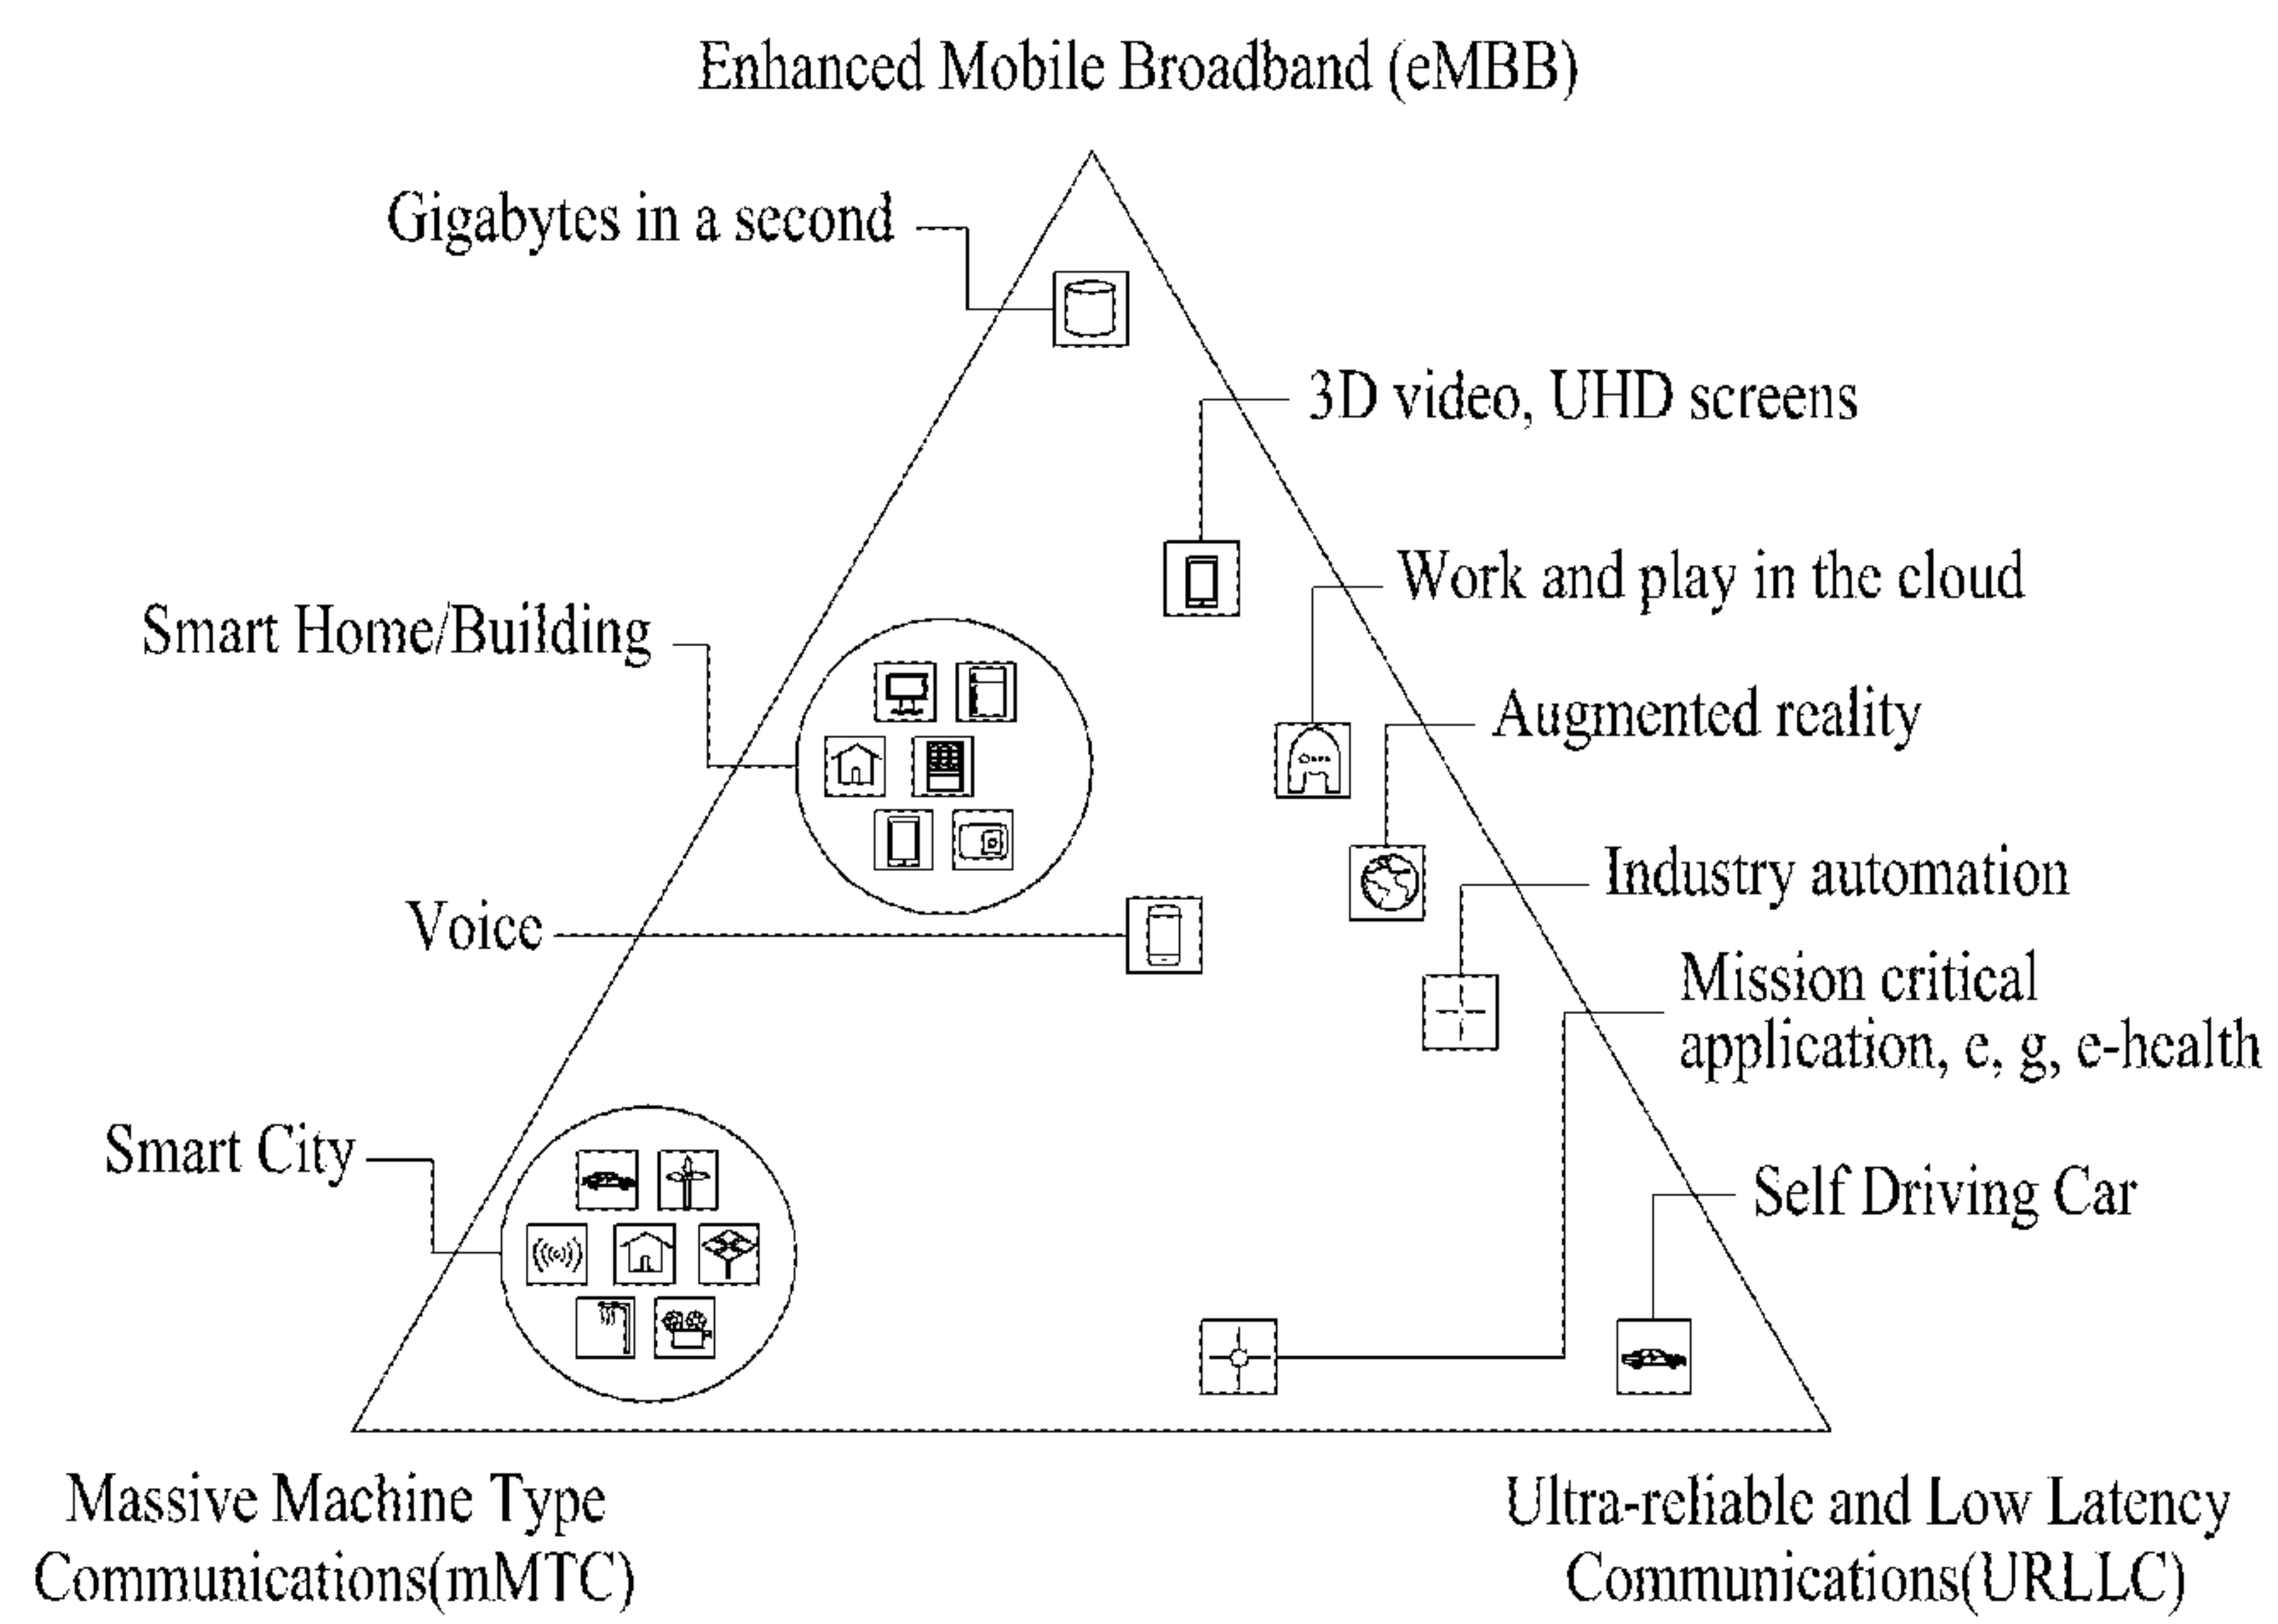 Enhanced Mobile Broadband (eMBB)
Gigabytes in a second
3D video, UHD screens
Work and play in the cloud
Smart Home/Building
Augmented reality
Industry automation
Voice
Mission critical
application, e, g, e-health
Smart City
Self Driving Car
Massive Machine Type
Communications(mMTC)
Ultra-reliable and Low Latency
Communications(URLLC)